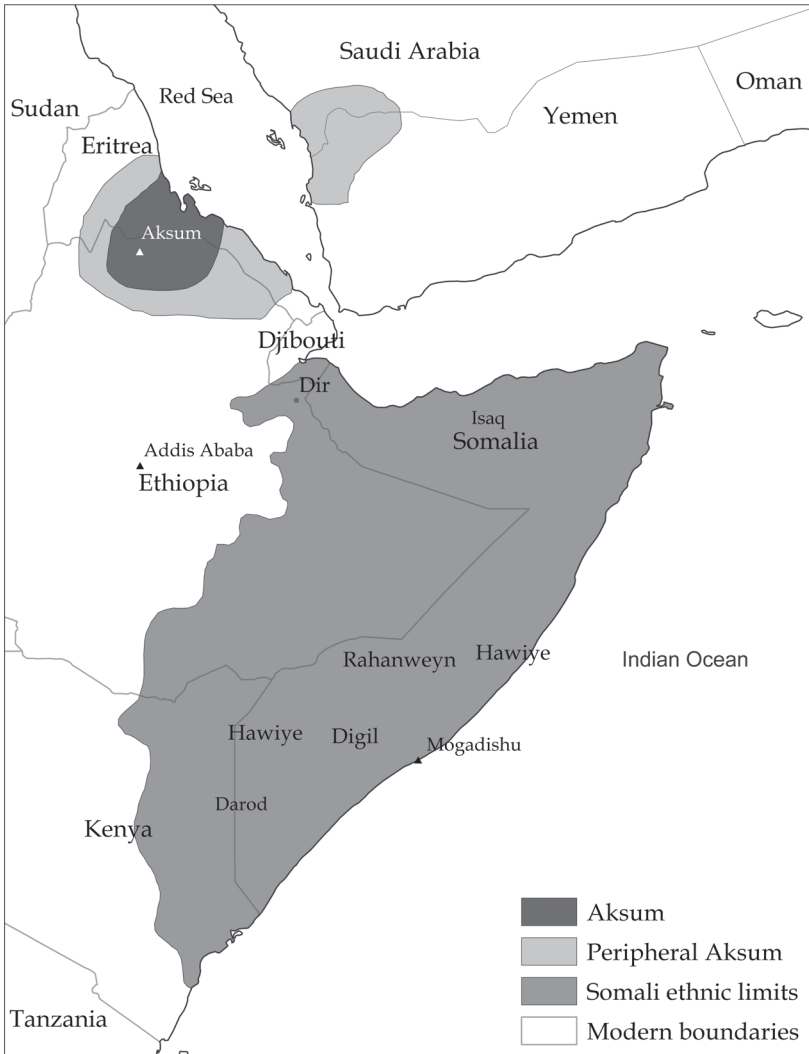 Saudi Arabia
Oman
Sudan
Red Sea
Yemen
Eritrea
Aksum
Djibouti
Dir
Isaq
Somalia
Addis Ababa
Ethiopia
Rahanweyn
Hawiye
Indian Ocean
Hawiye
Digil
Mogadishu
Darod
Kenya
Aksum
Peripheral Aksum
Somali ethnic limits
Tanzania
Modern boundaries